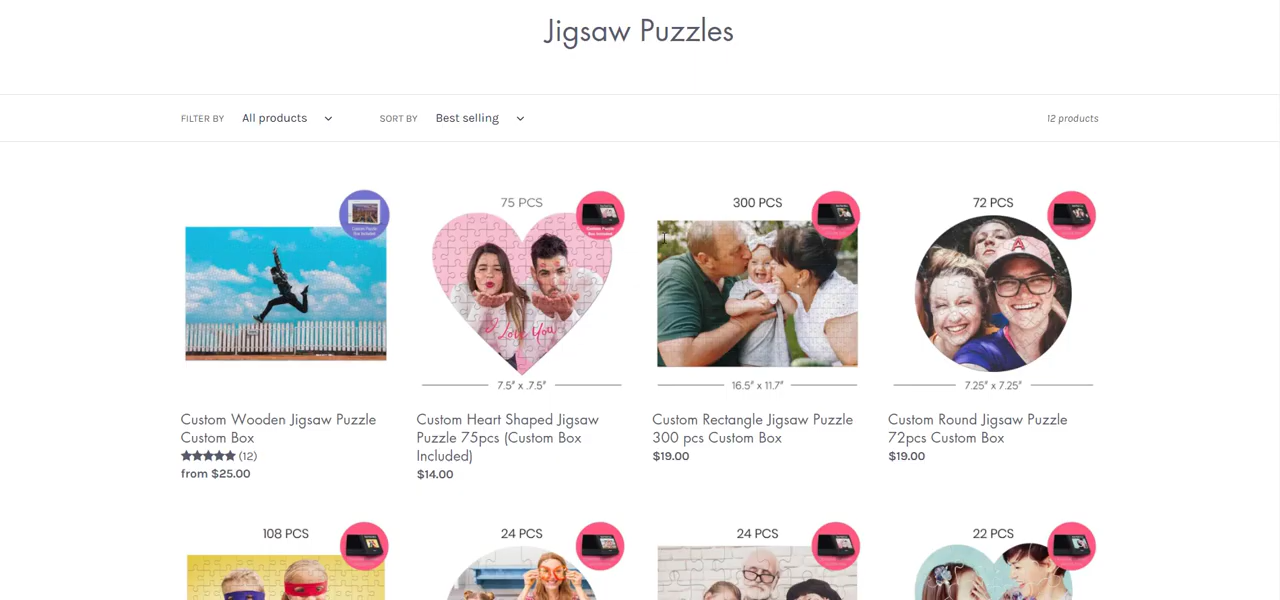 Jigsaw Puzzles
FILTER BY All products SORT BY Best selling 12 products
75 PCS
300 PCS
72 PCS
I Love You
A
7.5" x .7.5"
16.5" x 11.7"
7.25" x 7.25"
Custom Wooden Jigsaw Puzzle
Custom Box
(12)
from $25.00
Custom Heart Shaped Jigsaw
Puzzle 75pcs (Custom Box
Included)
$14.00
Custom Rectangle Jigsaw Puzzle
300 pcs Custom Box
$19.00
Custom Round Jigsaw Puzzle
72pcs Custom Box
$19.00
108 PCS
24 PCS
24 PCS
22 PCS